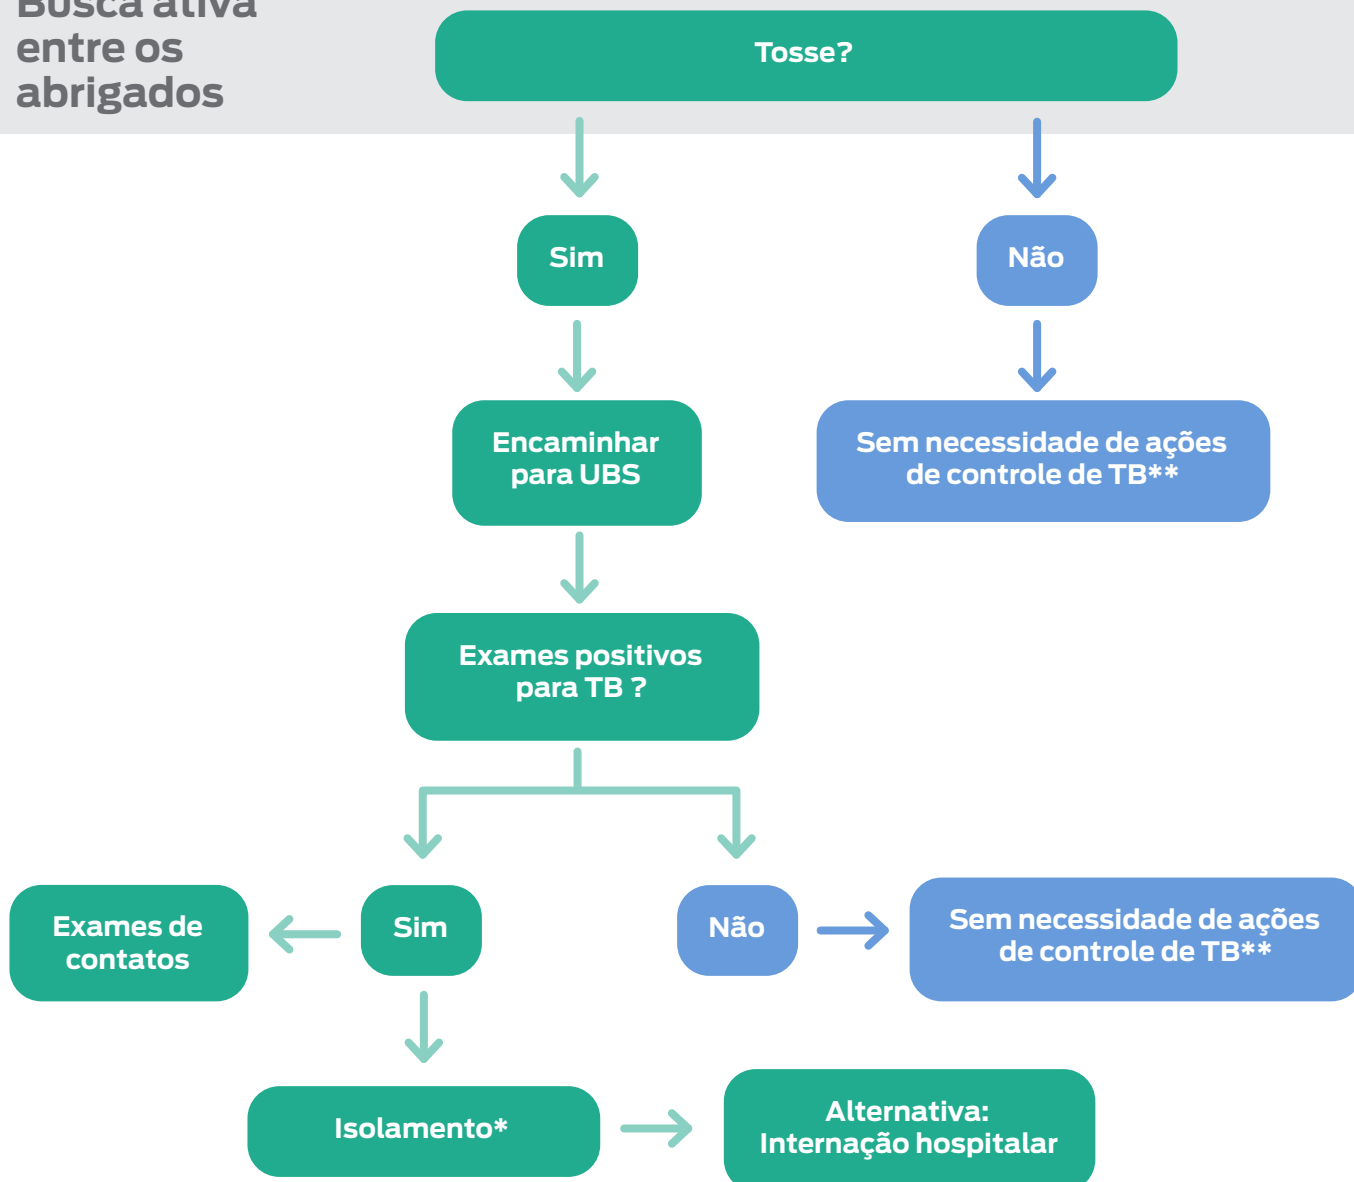 Busca ativa
entre os
abrigados
Tosse?
Sim
Não
Encaminhar
para UBS
Sem necessidade de ações
de controle de TB**
Exames positivos
para TB ?
Exames de
contatos
Sim
Não
Sem necessidade de ações
de controle de TB**
Isolamento*
Alternativa:
Internação hospitalar